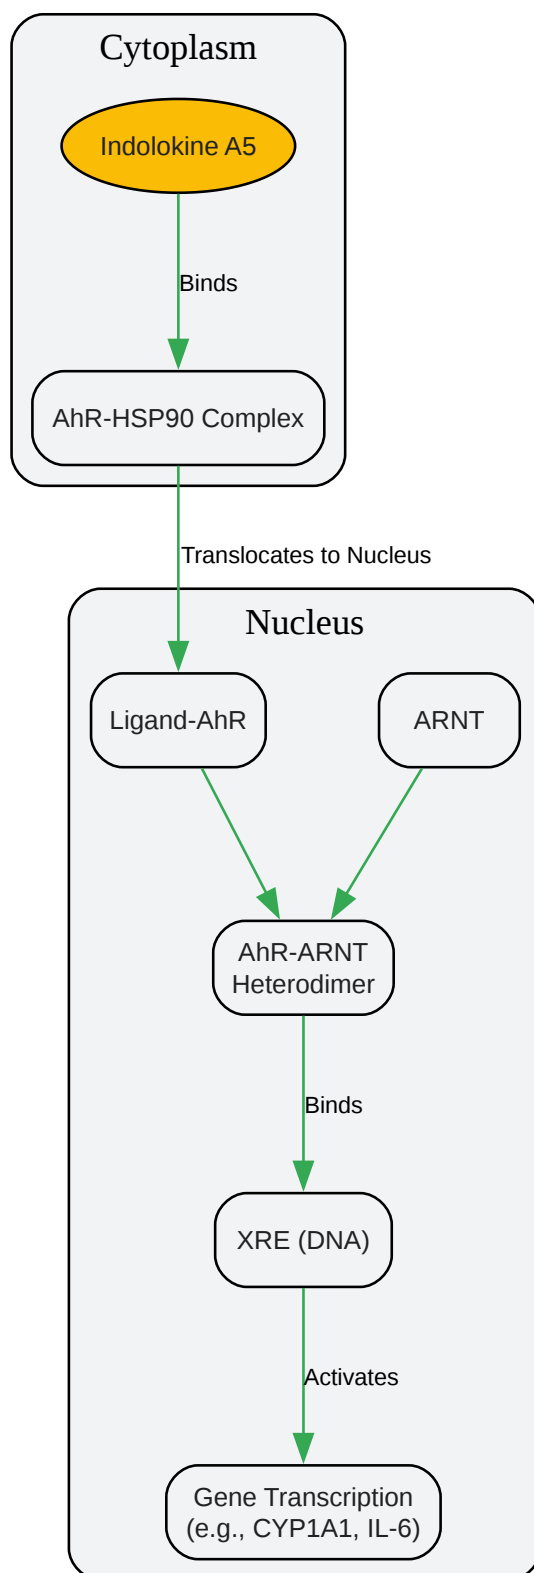 Cytoplasm
Indolokine A5
Binds
AhR-HSP90 Complex
Translocates to Nucleus
Nucleus
Ligand-AhR
ARNT
AhR-ARNT
Heterodimer
Binds
XRE (DNA)
Activates
Gene Transcription
(e.g., CYP1A1, IL-6)